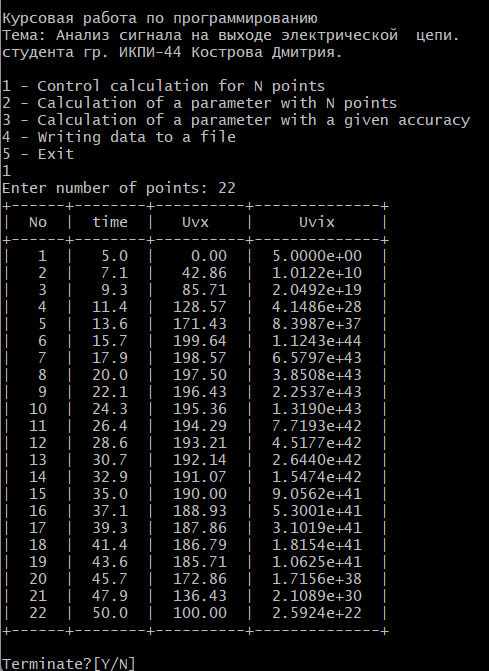 Курсовая работа по программированию
Тема: Анализ сигнала на выходе электрической  цепи.
студента гр. ИКПИ-44 Кострова Дмитрия.
1 - Control calculation for N points
2 - Calculation of a parameter with N points
3 - Calculation of a parameter with a given accuracy
4 - Writing data to a file
5 - Exit
1
Enter number of points: 22
+------+--------+----------+--------------+
|  No  |  time  |   Uvx    |     Uvix     |
+------+--------+----------+--------------+
|   1  |   5.0  |    0.00  |  5.0000e+00  |
|   2  |   7.1  |   42.86  |  1.0122e+10  |
|   3  |   9.3  |   85.71  |  2.0492e+19  |
|   4  |  11.4  |  128.57  |  4.1486e+28  |
|   5  |  13.6  |  171.43  |  8.3987e+37  |
|   6  |  15.7  |  199.64  |  1.1243e+44  |
|   7  |  17.9  |  198.57  |  6.5797e+43  |
|   8  |  20.0  |  197.50  |  3.8508e+43  |
|   9  |  22.1  |  196.43  |  2.2537e+43  |
|  10  |  24.3  |  195.36  |  1.3190e+43  |
|  11  |  26.4  |  194.29  |  7.7193e+42  |
|  12  |  28.6  |  193.21  |  4.5177e+42  |
|  13  |  30.7  |  192.14  |  2.6440e+42  |
|  14  |  32.9  |  191.07  |  1.5474e+42  |
|  15  |  35.0  |  190.00  |  9.0562e+41  |
|  16  |  37.1  |  188.93  |  5.3001e+41  |
|  17  |  39.3  |  187.86  |  3.1019e+41  |
|  18  |  41.4  |  186.79  |  1.8154e+41  |
|  19  |  43.6  |  185.71  |  1.0625e+41  |
|  20  |  45.7  |  172.86  |  1.7156e+38  |
|  21  |  47.9  |  136.43  |  2.1089e+30  |
|  22  |  50.0  |  100.00  |  2.5924e+22  |
+------+--------+----------+--------------+
Terminate?[Y/N]